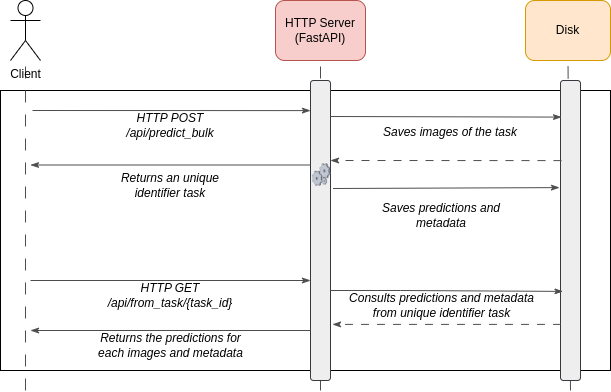 HTTP Server
(FastAPI)
Disk
Client
HTTP POST
/api/predict_bulk
Saves images of the task
Returns an unique
identifier task
Saves predictions and
metadata
HTTP GET
/api/from_task/{task_id}
Consults predictions and metadata
from unique identifier task
Returns the predictions for
each images and metadata